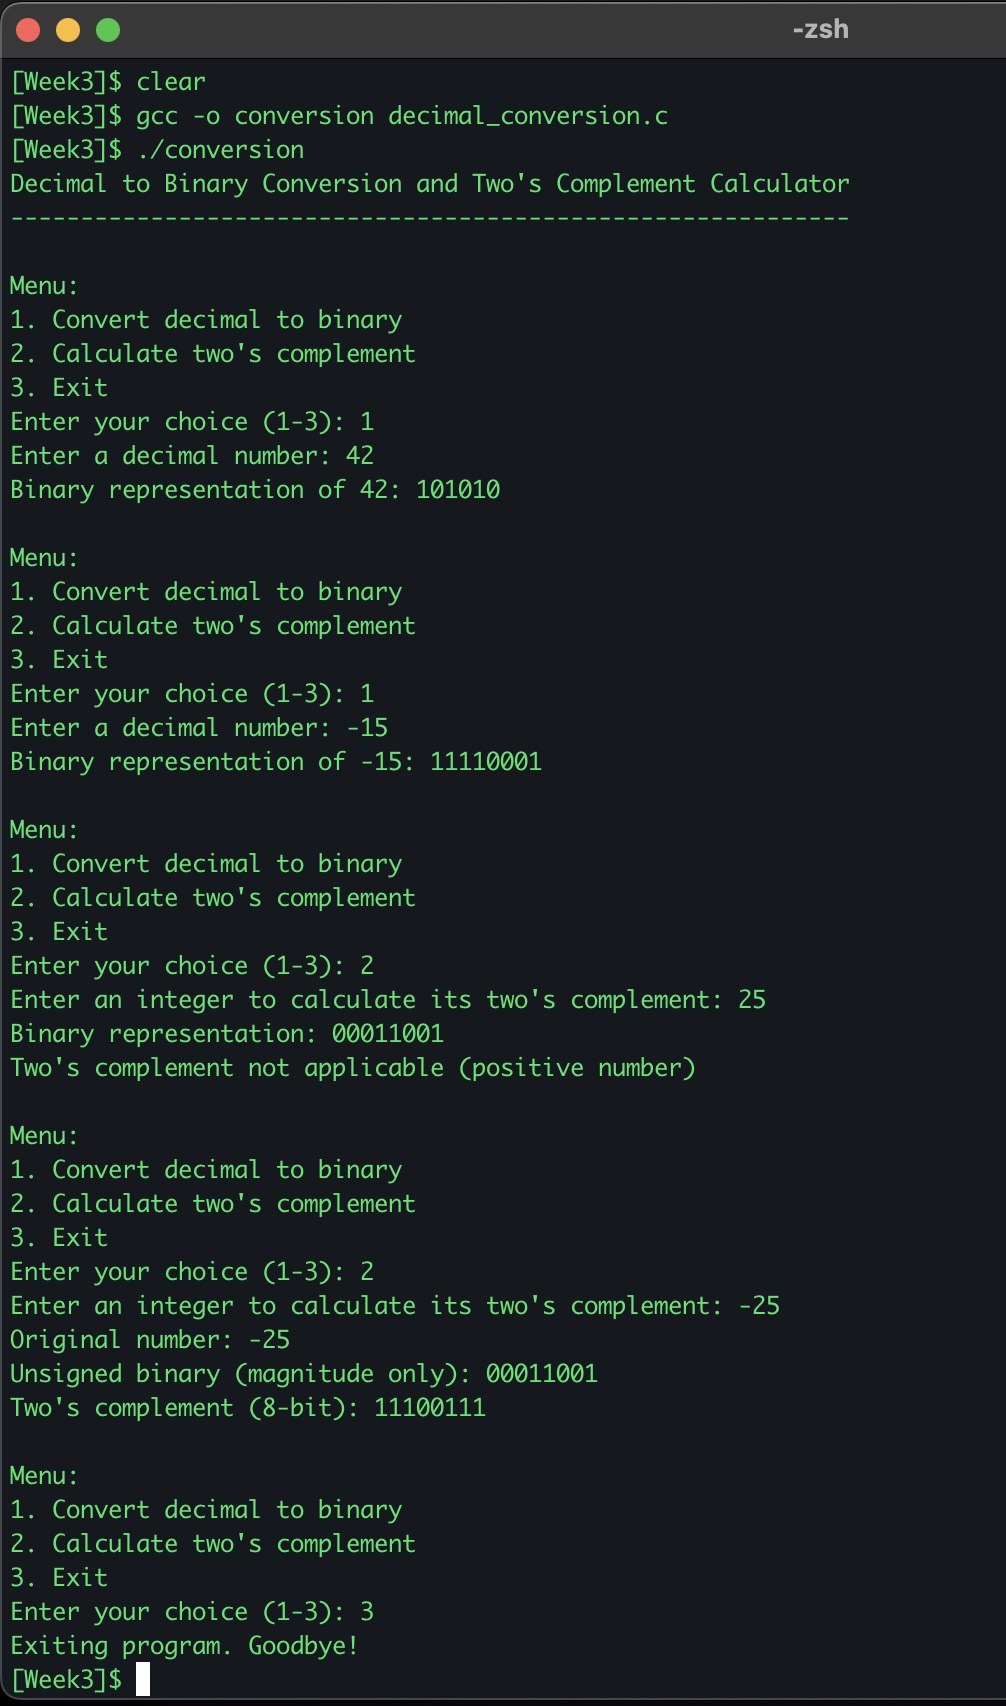 -zsh
[Week3]$ clear
[Week3]$ gcc -o conversion decimal_conversion.c
[Week3]$ ./conversion
Decimal to Binary Conversion and Two's Complement Calculator
------------------------------------------------------------

Menu:
1. Convert decimal to binary
2. Calculate two's complement
3. Exit
Enter your choice (1-3): 1
Enter a decimal number: 42
Binary representation of 42: 101010

Menu:
1. Convert decimal to binary
2. Calculate two's complement
3. Exit
Enter your choice (1-3): 1
Enter a decimal number: -15
Binary representation of -15: 11110001

Menu:
1. Convert decimal to binary
2. Calculate two's complement
3. Exit
Enter your choice (1-3): 2
Enter an integer to calculate its two's complement: 25
Binary representation: 00011001
Two's complement not applicable (positive number)

Menu:
1. Convert decimal to binary
2. Calculate two's complement
3. Exit
Enter your choice (1-3): 2
Enter an integer to calculate its two's complement: -25
Original number: -25
Unsigned binary (magnitude only): 00011001
Two's complement (8-bit): 11100111

Menu:
1. Convert decimal to binary
2. Calculate two's complement
3. Exit
Enter your choice (1-3): 3
Exiting program. Goodbye!
[Week3]$